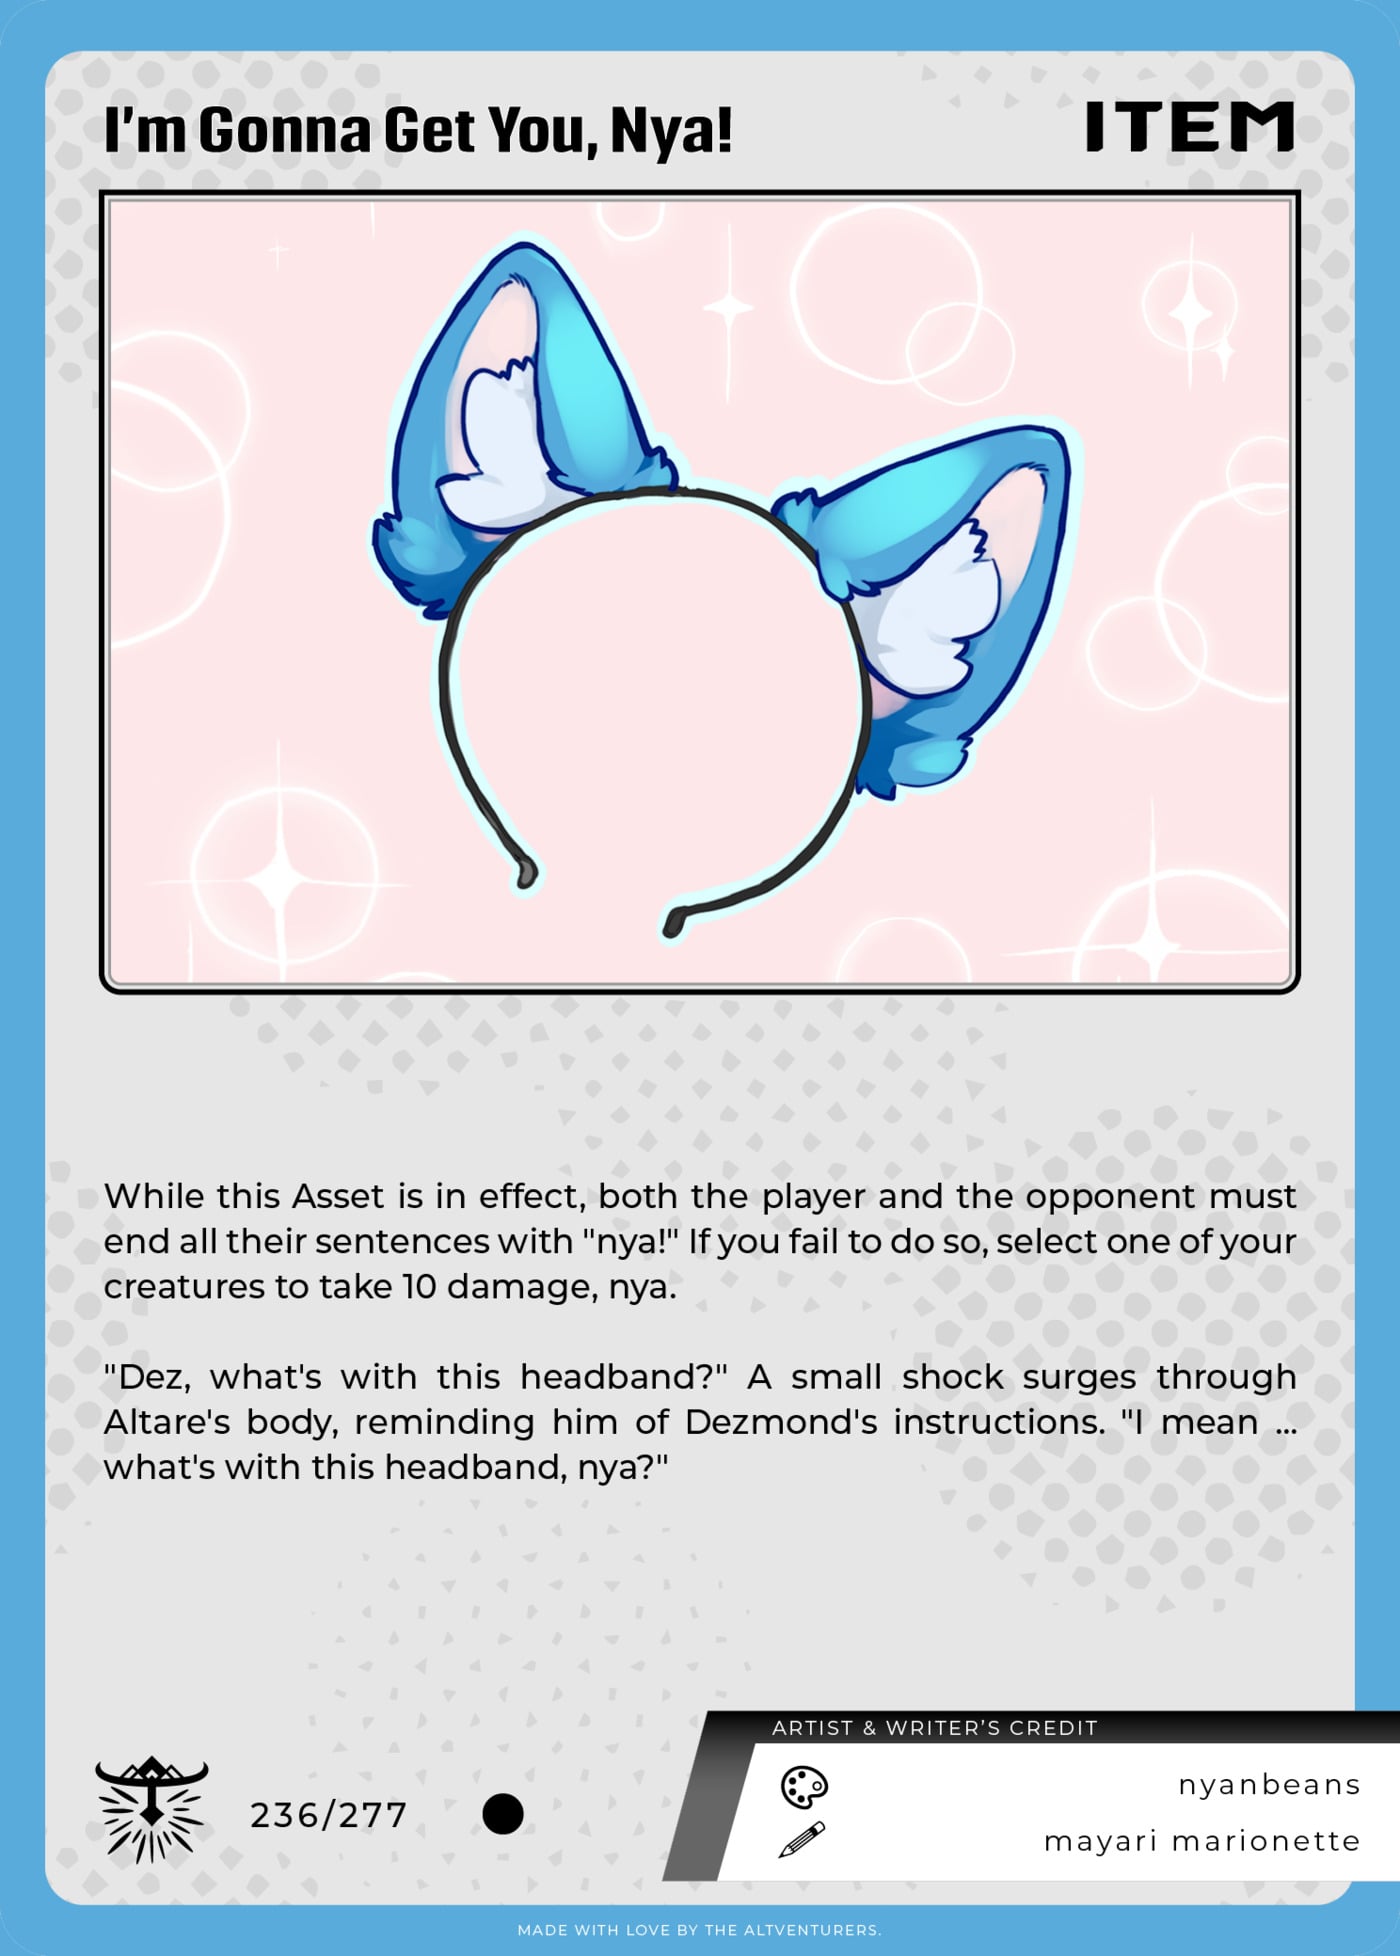 I'm Gonna Get You, Nya!
ITEM
While this Asset is in effect, both the player and the opponent must
end all their sentences with "nya!" If you fail to do so, select one of your
creatures to take 10 damage, nya.
"Dez, what's with this headband?" A small shock surges through
Altare's body, reminding him of Dezmond's instructions. "I mean ...
what's with this headband, nya?"
ARTIST & WRITER'S CREDIT
nyanbeans
236/277
mayari marionette
MADE WITH LOVE BY THE ALTVENTURERS.